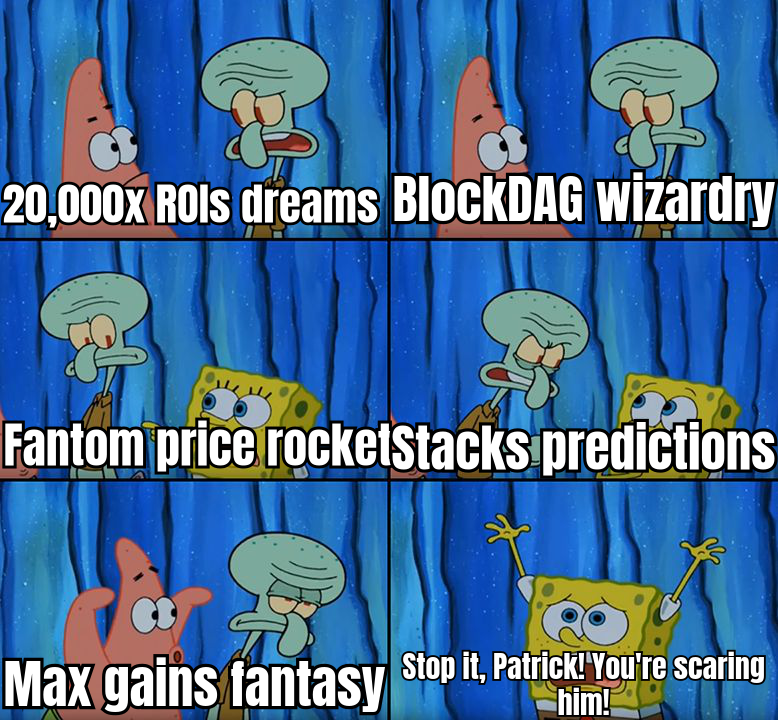 20,000x ROIs dreams
BlockDAG wizardry
Fantom price rocket
Stacks predictions
Max gains fantasy
Stop it, Patrick! You're scaring
him!